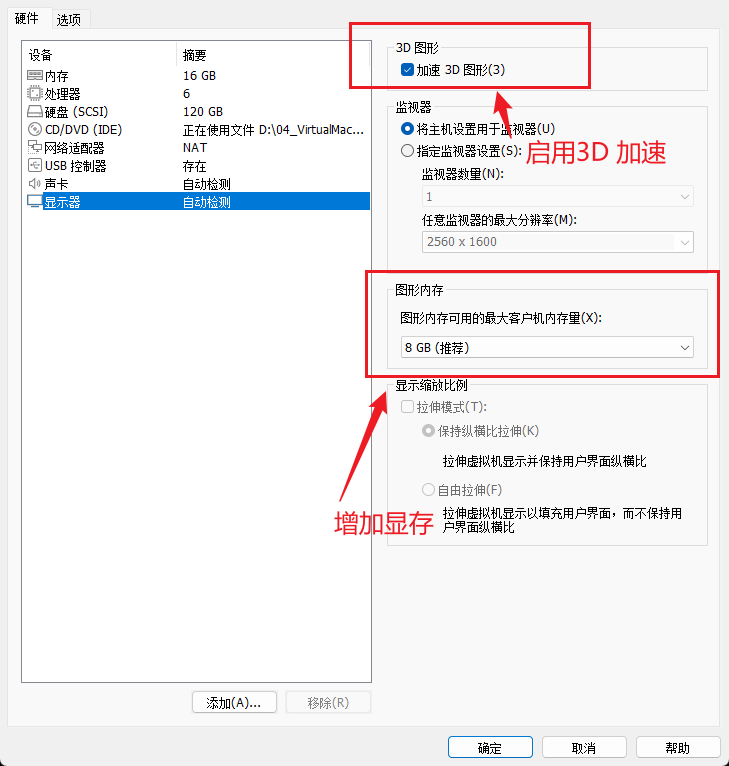 硬件 选项
设备 摘要
内存 16 GB
处理器 6
硬盘 (SCSI) 120 GB
CD/DVD (IDE) 正在使用文件 D:\04_VirtualMac...
网络适配器 NAT
USB 控制器 存在
声卡 自动检测
显示器 自动检测
添加(A)... 移除(R)
3D 图形
加速 3D 图形(3)
监视器
将主机设置用于监视器(U)
指定监视器设置(S):
启用3D 加速
监视器数量(N):
1
任意监视器的最大分辨率(M):
2560 x 1600
图形内存
图形内存可用的最大客户机内存量(X):
8 GB (推荐)
显示缩放比例
拉伸模式(T):
保持纵横比拉伸(K)
拉伸虚拟机显示并保持用户界面纵横比
自由拉伸(F)
拉伸虚拟机显示以填充用户界面，而不保持用
户界面纵横比
增加显存
确定 取消 帮助